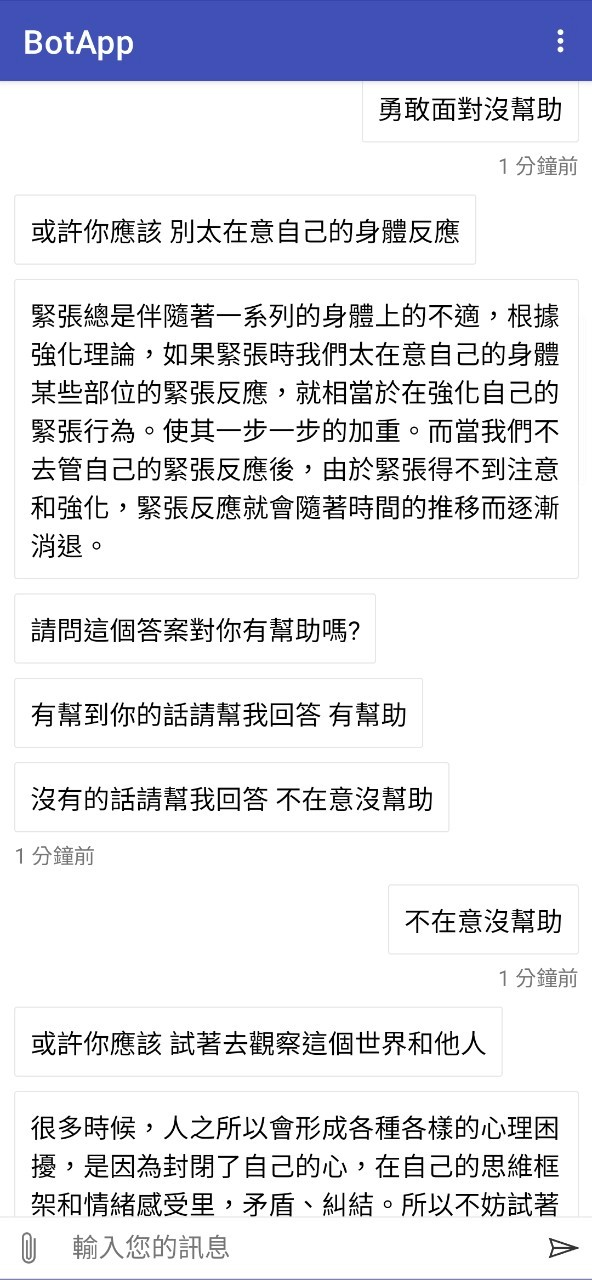 BotApp
勇敢面對沒幫助
1 分鐘前
或許你應該 別太在意自己的身體反應
緊張總是伴隨著一系列的身體上的不適，根據
強化理論，如果緊張時我們太在意自己的身體
某些部位的緊張反應，就相當於在強化自己的
緊張行為。使其一步一步的加重。而當我們不
去管自己的緊張反應後，由於緊張得不到注意
和強化，緊張反應就會隨著時間的推移而逐漸
消退。
請問這個答案對你有幫助嗎?
有幫到你的話請幫我回答 有幫助
沒有的話請幫我回答 不在意沒幫助
1 分鐘前
不在意沒幫助
1 分鐘前
或許你應該 試著去觀察這個世界和他人
很多時候，人之所以會形成各種各樣的心理困
擾，是因為封閉了自己的心，在自己的思維框
架和情緒感受里，矛盾、糾結。所以不妨試著
輸入您的訊息